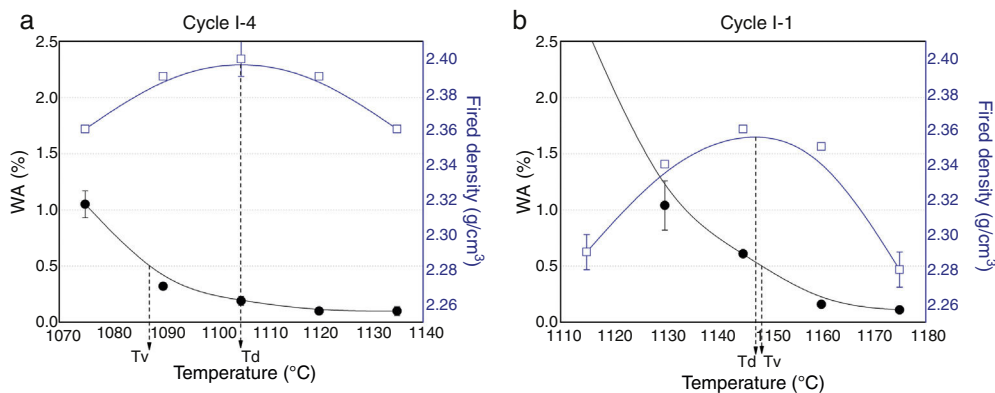 a
Cycle I-4
2.5
2.0
1.5
1.0
0.5
0.0
WA (%)
2.40
2.38
2.36
2.34
2.32
2.30
2.28
2.26
Fired density (g/cm³)
1070 1080 1090 1100 1110 1120 1130 1140
Tv Td
Temperature (°C)
b
Cycle I-1
2.5
2.0
1.5
1.0
0.5
0.0
WA (%)
2.40
2.38
2.36
2.34
2.32
2.30
2.28
2.26
Fired density (g/cm³)
1110 1120 1130 1140 1150 1160 1170 1180
Td Tv
Temperature (°C)